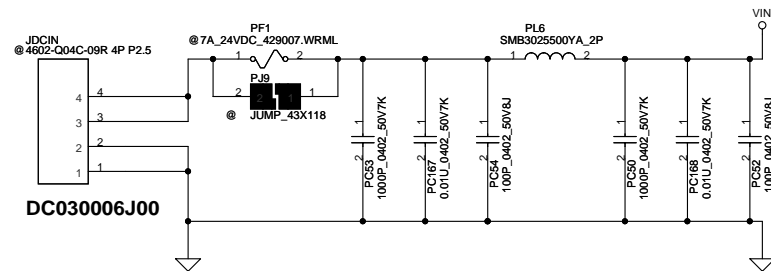 VIN
JDCIN
@4602-Q04C-09R 4P P2.5
PF1
@7A_24VDC_429007.WRML
PL6
SMB3025500YA_2P
1 2
1 2
PJ9
2 1
2 1
@ JUMP_43X118
4 4
3 3
2 2
1 1
DC030006J00
1 2
PC53
1000P_0402_50V7K
1 2
PC167
0.01U_0402_50V7K
1 2
PC54
100P_0402_50V8J
1 2
PC50
1000P_0402_50V7K
1 2
PC168
0.01U_0402_50V7K
1 2
PC52
100P_0402_50V8J